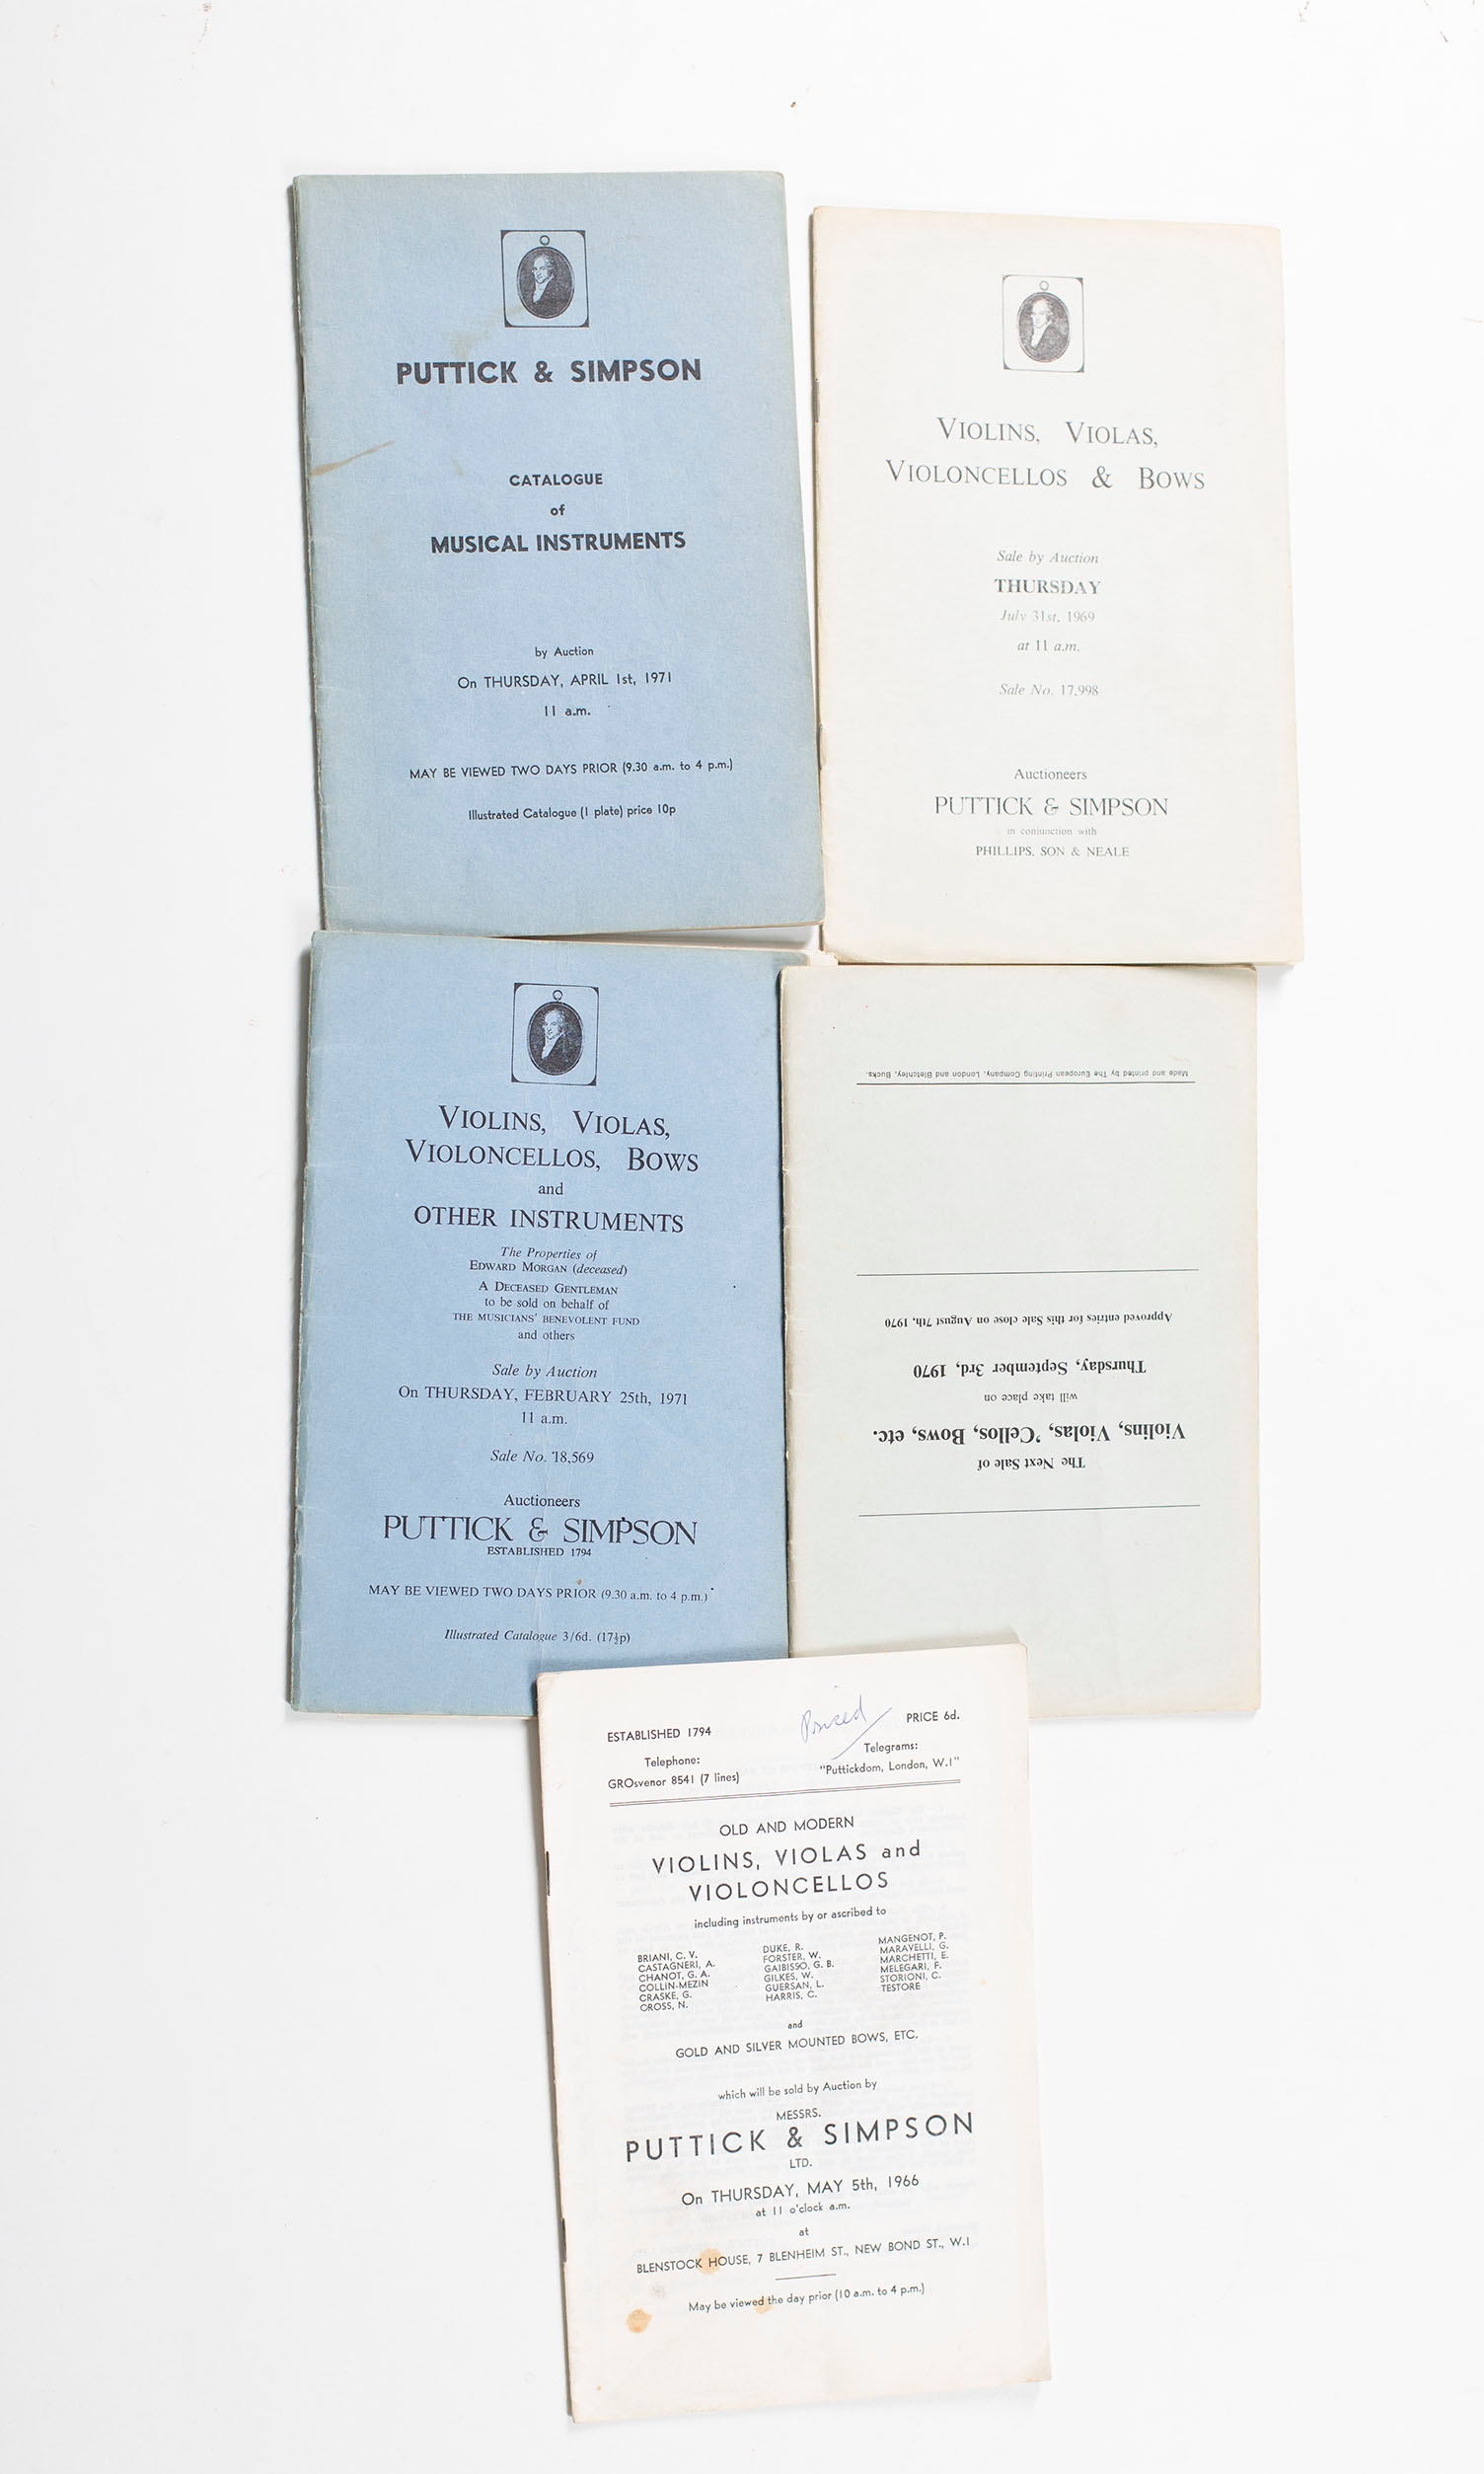 PUTTICK & SIMPSON
CATALOGUE
of
MUSICAL INSTRUMENTS
by Auction
On THURSDAY, APRIL 1st, 1971
11 a.m.
MAY BE VIEWED TWO DAYS PRIOR (9.30 a.m. to 4 p.m.)
Illustrated Catalogue (1 plate) price 10p
VIOLINS, VIOLAS,
VIOLONCELLOS & BOWS
Sale by Auction
THURSDAY
July 31st, 1969
at 11 a.m.
Sale No. 17,998
Auctioneers
PUTTICK & SIMPSON
in conjunction with
PHILLIPS, SON & NEALE
VIOLINS, VIOLAS,
VIOLONCELLOS, BOWS
and
OTHER INSTRUMENTS
The Properties of
EDWARD MORGAN (deceased)
A DECEASED GENTLEMAN
to be sold on behalf of
THE MUSICIANS' BENEVOLENT FUND
and others
Sale by Auction
On THURSDAY, FEBRUARY 25th, 1971
11 a.m.
Sale No. 18,569
Auctioneers
PUTTICK & SIMPSON
ESTABLISHED 1794
MAY BE VIEWED TWO DAYS PRIOR (9.30 a.m. to 4 p.m.)
Illustrated Catalogue 3/6d. (17½p)
The Next Sale of
Violins, Violas, 'Cellos, Bows, etc.
will take place on
Thursday, September 3rd, 1970
Approved entries for this Sale close on August 7th, 1970
Made and printed by The European Printing Company, London and Bletchley, Bucks.
Priced
ESTABLISHED 1794
PRICE 6d.
Telephone:
GROsvenor 8541 (7 lines)
Telegrams:
"Puttickdom, London, W.1"
OLD AND MODERN
VIOLINS, VIOLAS and
VIOLONCELLOS
including instruments by or ascribed to
BRIANI, C. V.
CASTAGNERI, A.
CHANOT, G. A.
COLLIN-MEZIN
CRASKE, G.
CROSS, N.
DUKE, R.
FORSTER, W.
GAIBISSO, G. B.
GILKES, W.
GUERSAN, L.
HARRIS, C.
MANGENOT, P.
MARAVELLI, G.
MARCHETTI, E.
MELEGARI, F.
STORIONI, C.
TESTORE
and
GOLD AND SILVER MOUNTED BOWS, ETC.
which will be sold by Auction by
MESSRS.
PUTTICK & SIMPSON
LTD.
On THURSDAY, MAY 5th, 1966
at 11 o'clock a.m.
at
BLENSTOCK HOUSE, 7 BLENHEIM ST., NEW BOND ST., W.1
May be viewed the day prior (10 a.m. to 4 p.m.)